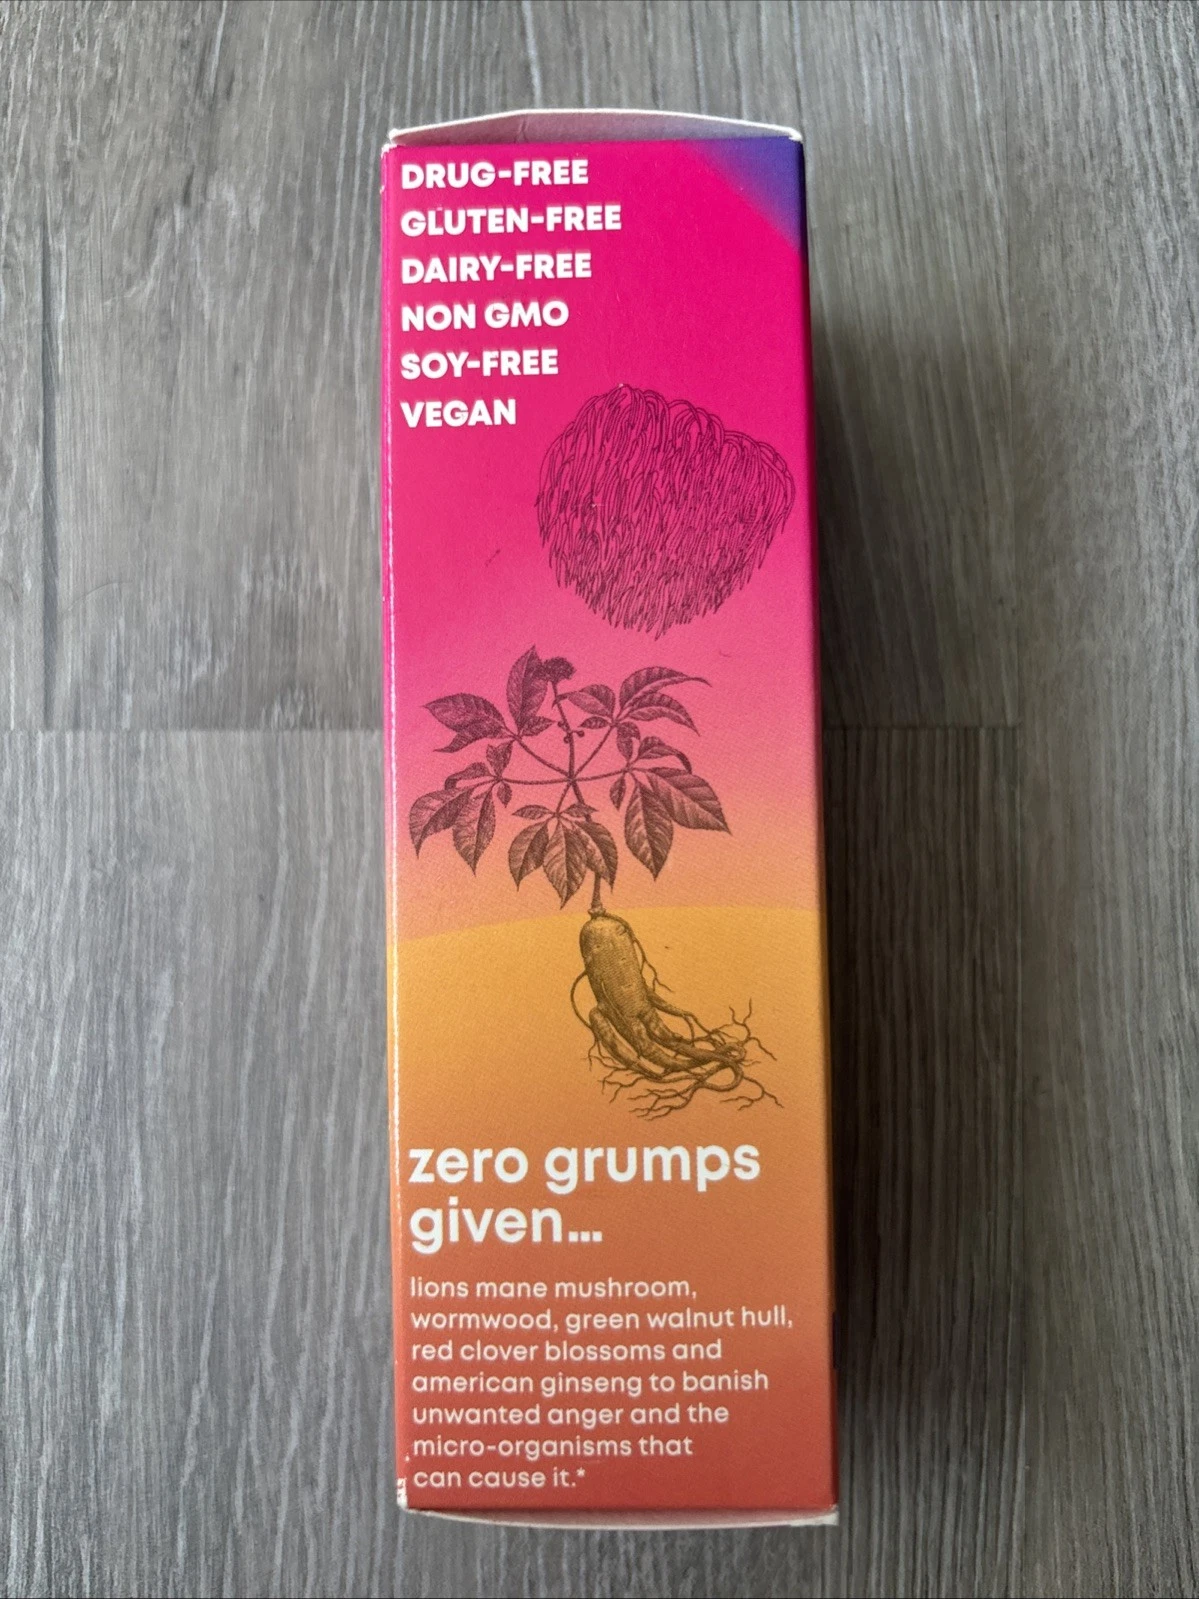 DRUG-FREE
GLUTEN-FREE
DAIRY-FREE
NON GMO
SOY-FREE
VEGAN
zero grumps
given...
lions mane mushroom,
wormwood, green walnut hull,
red clover blossoms and
american ginseng to banish
unwanted anger and the
micro-organisms that
can cause it.*